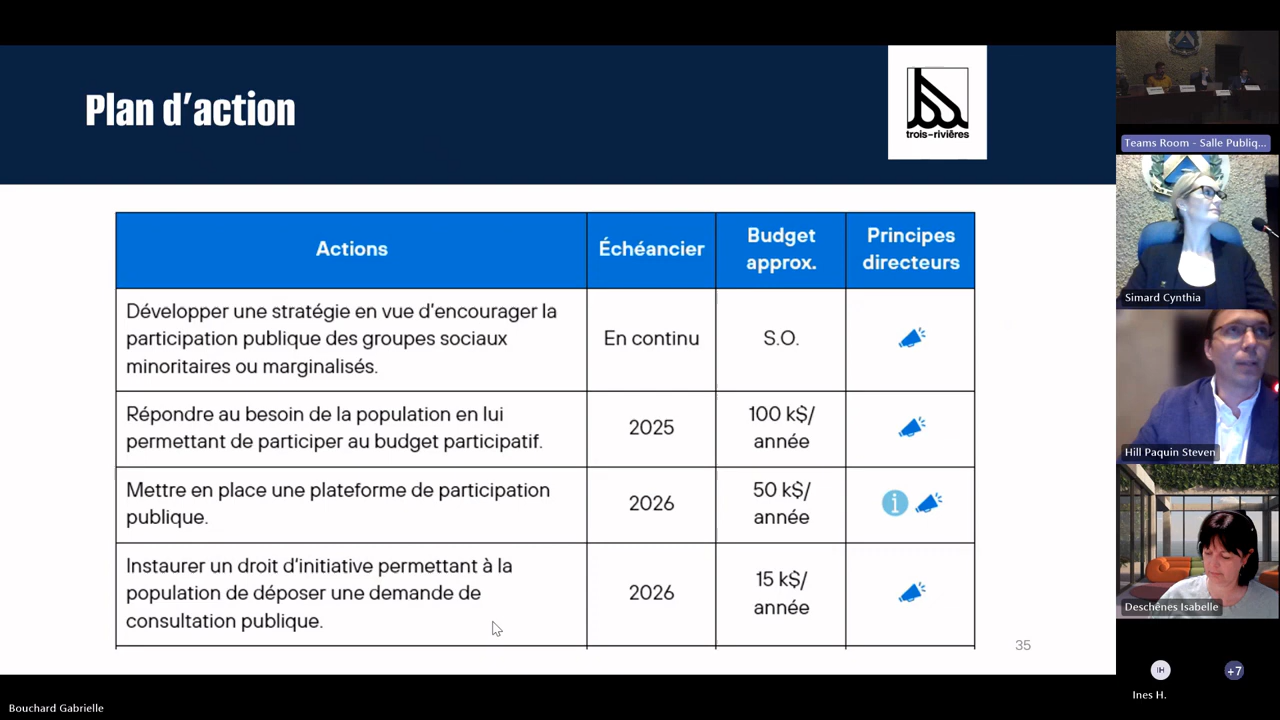 Plan d'action
trois-rivières
Actions
Échéancier
Budget
approx.
Principes
directeurs
Développer une stratégie en vue d'encourager la
participation publique des groupes sociaux
minoritaires ou marginalisés.
En continu
S.O.
Répondre au besoin de la population en lui
permettant de participer au budget participatif.
2025
100 k$/
année
Mettre en place une plateforme de participation
publique.
2026
50 k$/
année
i
Instaurer un droit d'initiative permettant à la
population de déposer une demande de
consultation publique.
2026
15 k$/
année
35
Teams Room - Salle Publiq...
Simard Cynthia
Hill Paquin Steven
Deschênes Isabelle
IH
+7
Ines H.
Bouchard Gabrielle